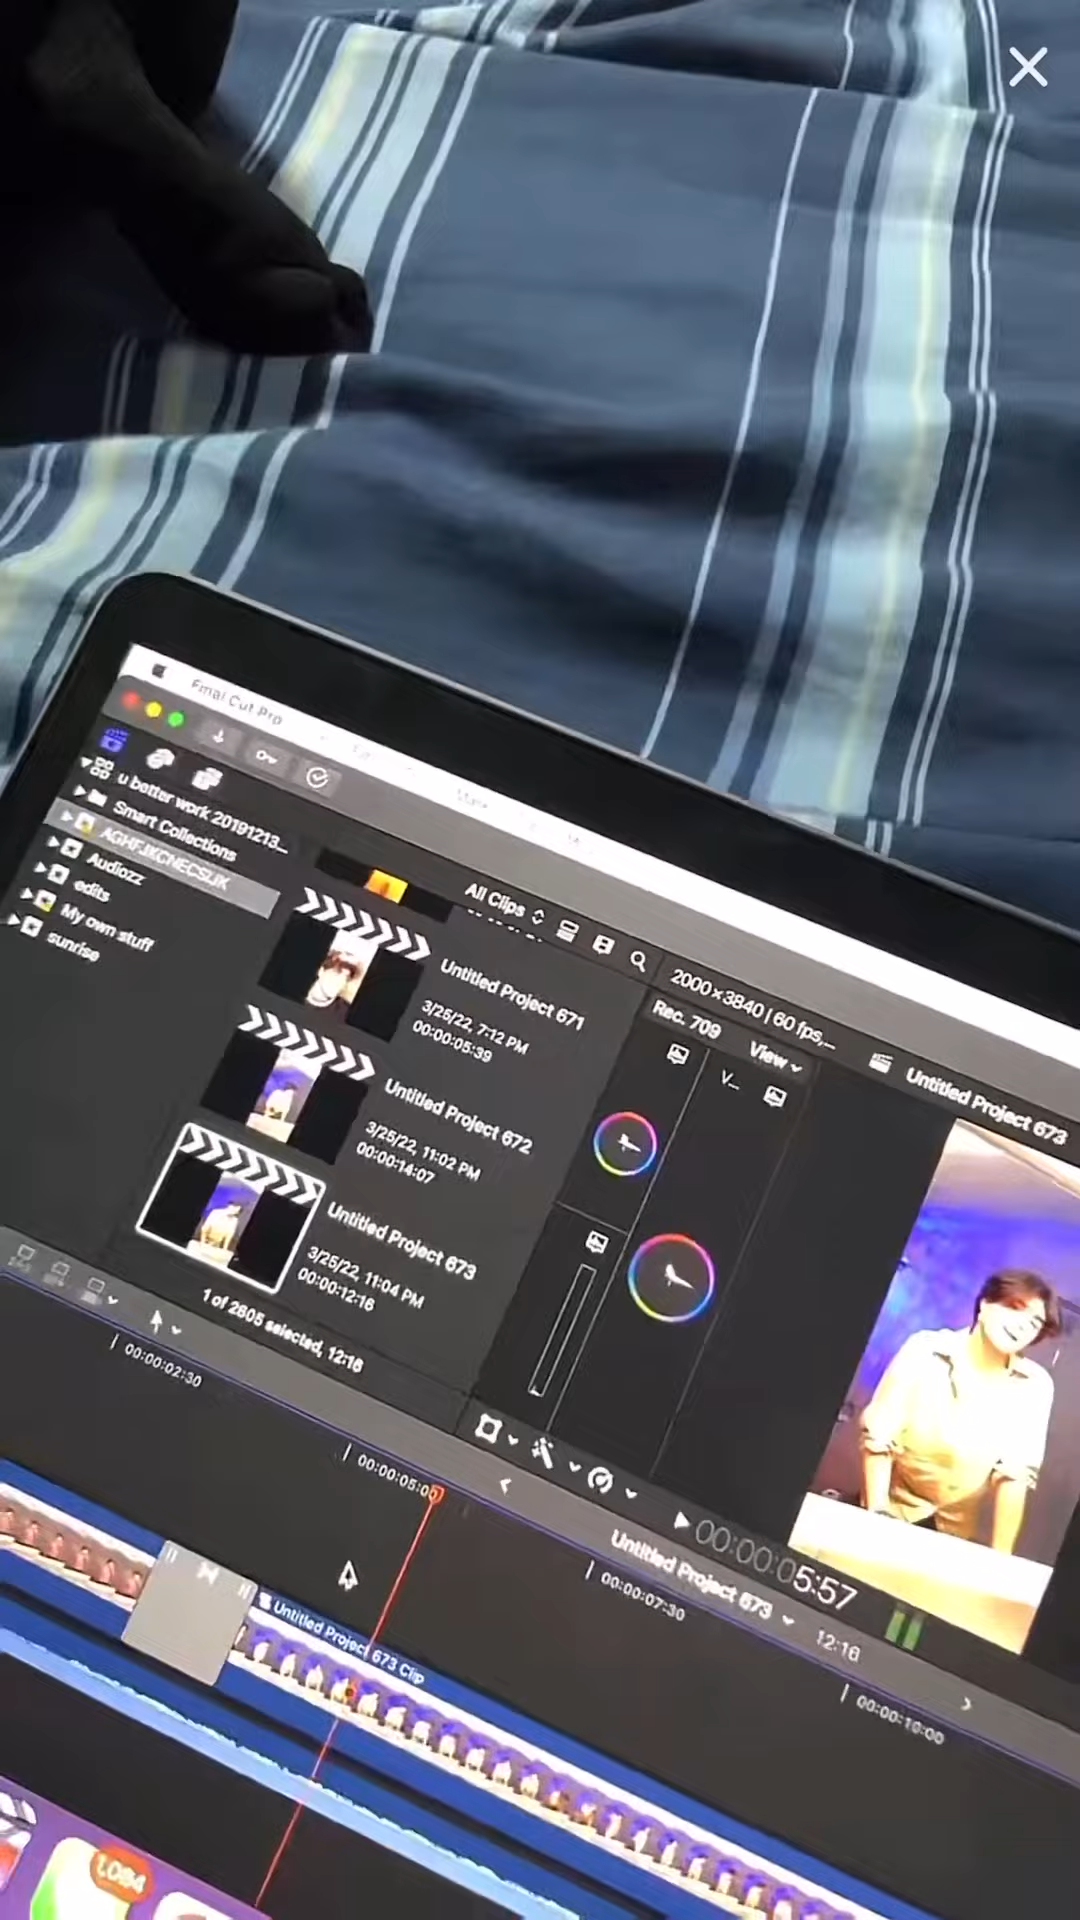 Final Cut Pro
u better work 20191213...
Smart Collections
AGHFJKCNECSLIK
Audiozz
edits
My own stuff
sunrise
All Clips
Untitled Project 671
3/25/22, 7:12 PM
00:00:05:39
Untitled Project 672
3/25/22, 11:02 PM
00:00:14:07
Untitled Project 673
3/25/22, 11:04 PM
00:00:12:16
1 of 2805 selected, 12:16
2000 x 3840 | 60 fps,...
Rec. 709
View
V...
Untitled Project 673
00:00:05:57
Untitled Project 673
12:16
00:00:02:30
00:00:05:00
00:00:07:30
00:00:10:00
Untitled Project 673 Clip
1,084